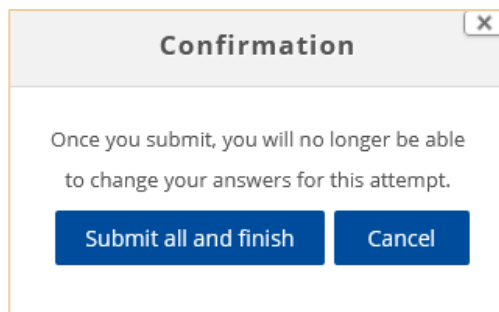 Confirmation
Once you submit, you will no longer be able
to change your answers for this attempt.
Submit all and finish
Cancel